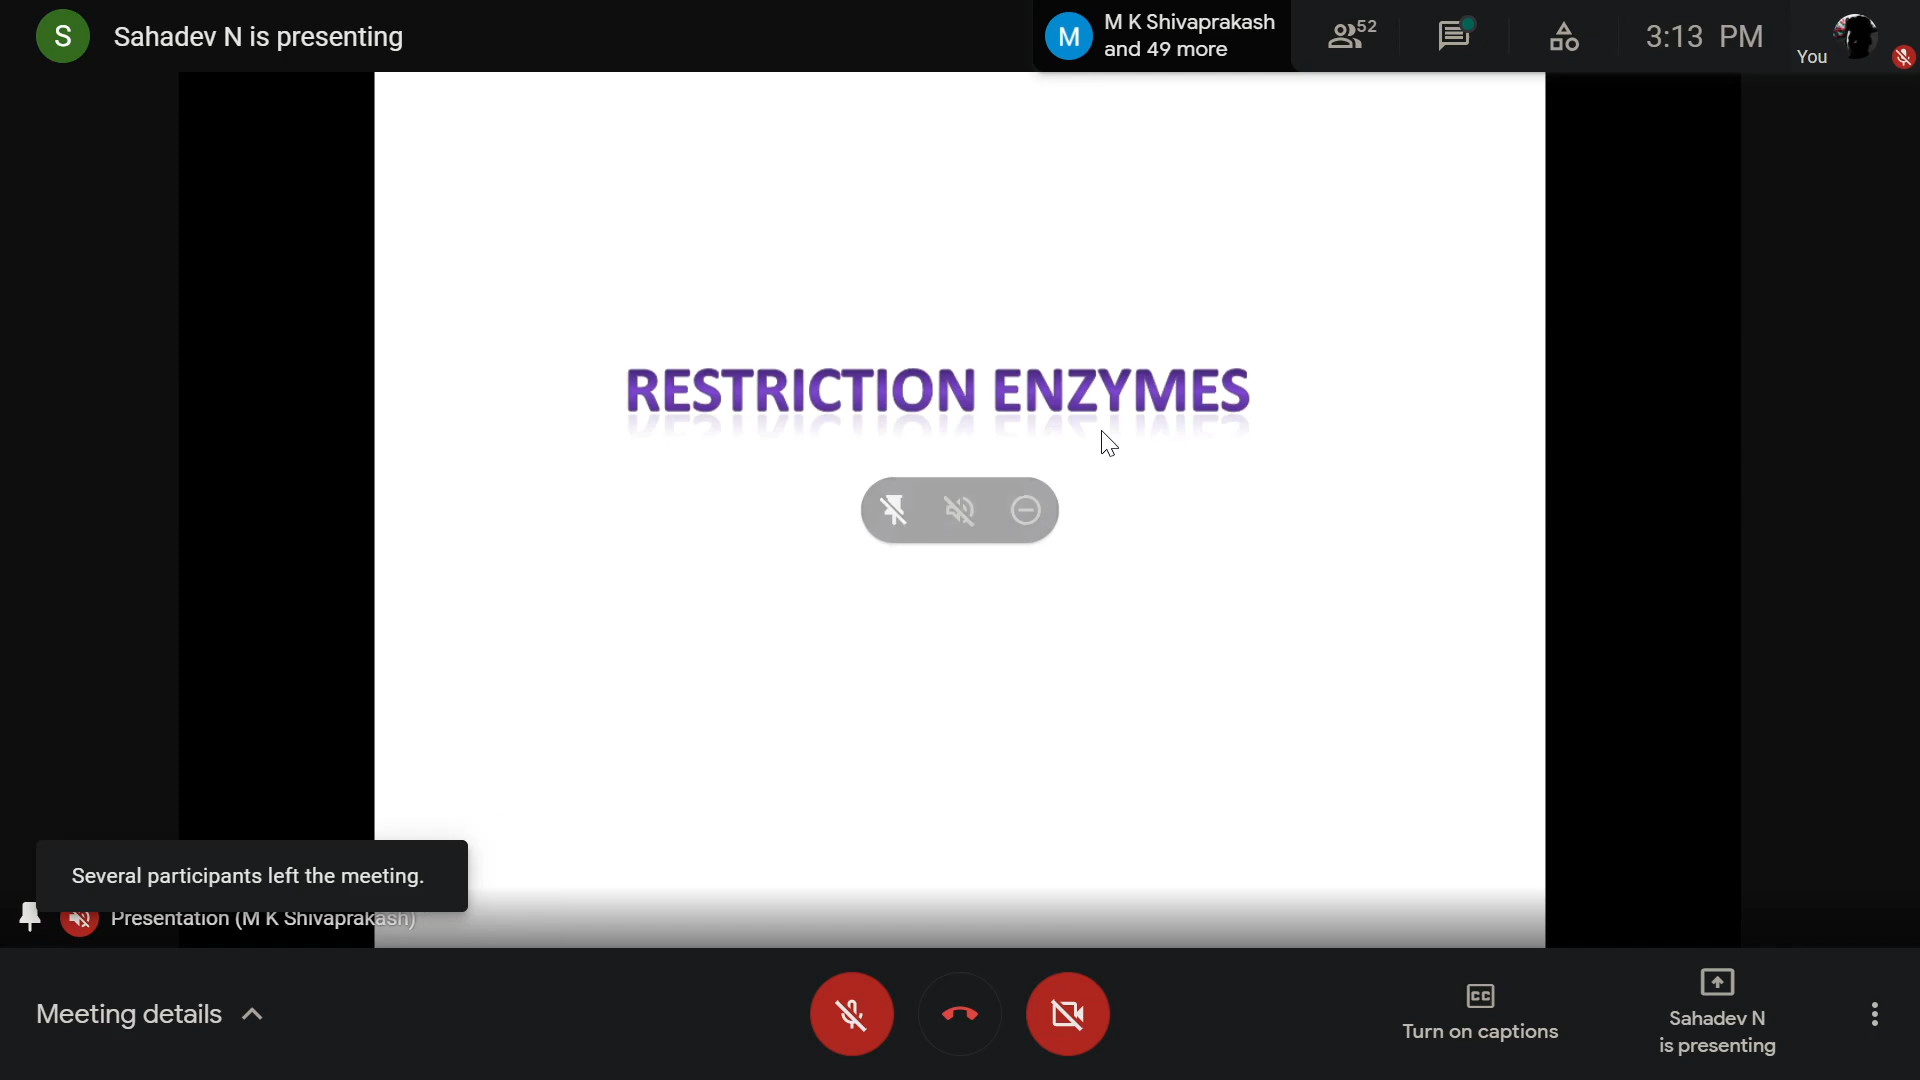 S
Sahadev N is presenting
M
M K Shivaprakash
and 49 more
52
3:13 PM
You
RESTRICTION ENZYMES
Several participants left the meeting.
Presentation (M K Shivaprakash)
Meeting details
CC
Turn on captions
Sahadev N
is presenting